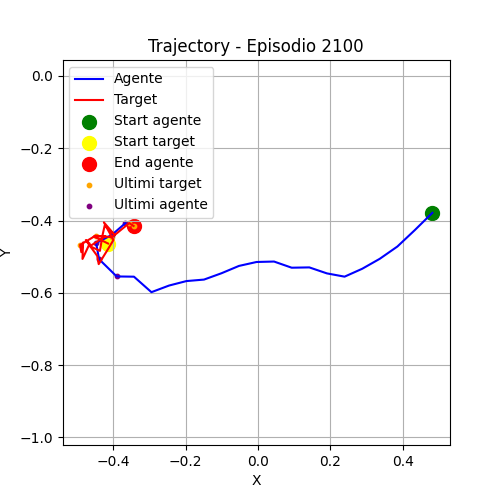 Trajectory - Episodio 2100
0.0
−0.2
−0.4
−0.6
−0.8
−1.0
Y
Agente
Target
Start agente
Start target
End agente
Ultimi target
Ultimi agente
−0.4
−0.2
0.0
0.2
0.4
X